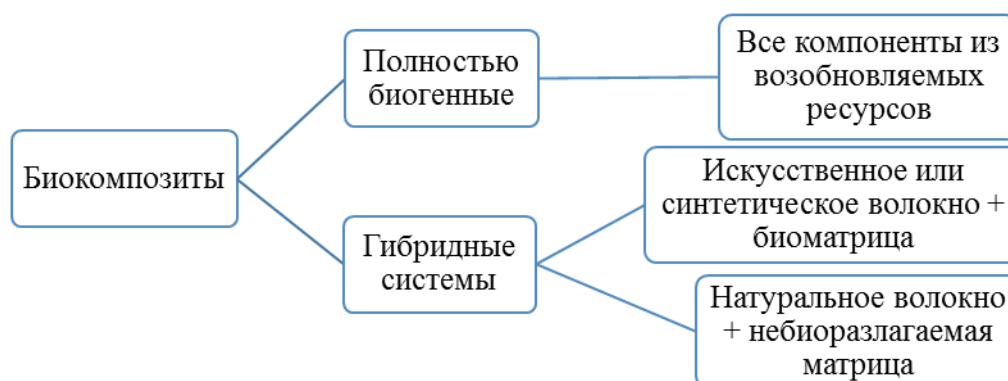 Биокомпозиты
Полностью
биогенные
Все компоненты из
возобновляемых
ресурсов
Гибридные
системы
Искусственное или
синтетическое волокно +
биоматрица
Натуральное волокно
+ небиоразлагаемая
матрица